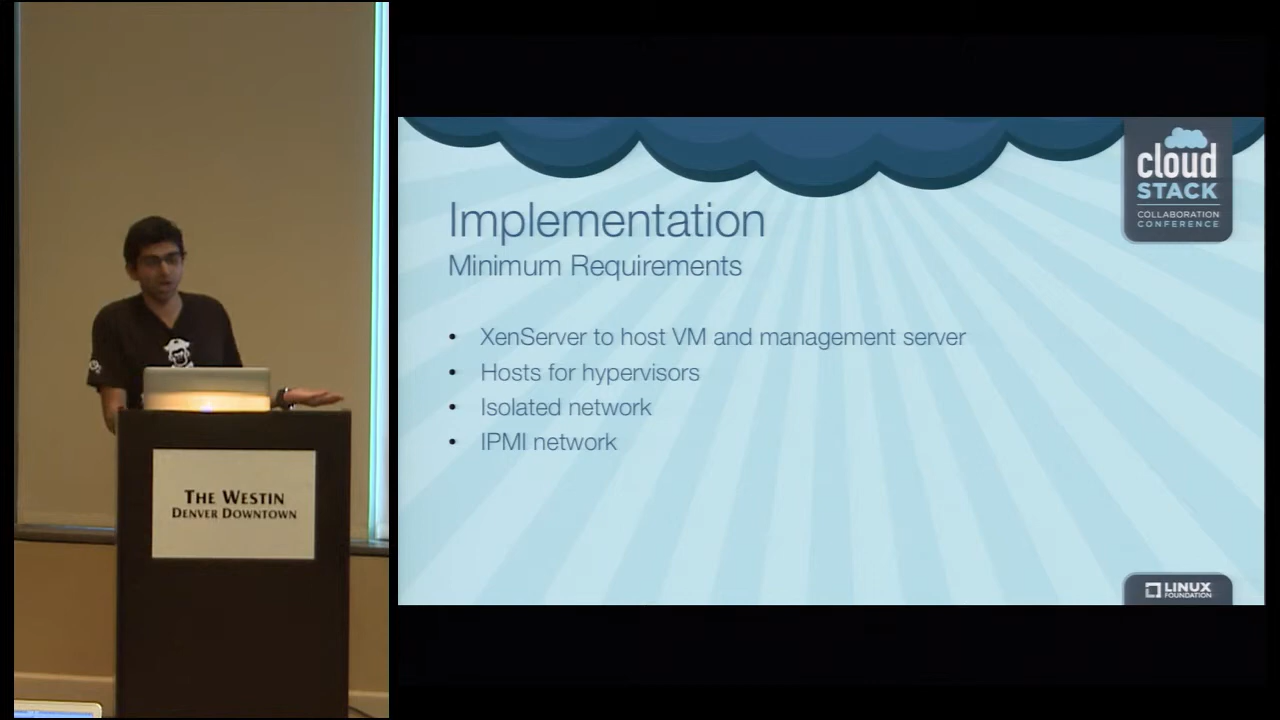 cloud
STACK
COLLABORATION
CONFERENCE
Implementation
Minimum Requirements
• XenServer to host VM and management server
• Hosts for hypervisors
• Isolated network
• IPMI network
THE WESTIN
DENVER DOWNTOWN
LINUX
FOUNDATION